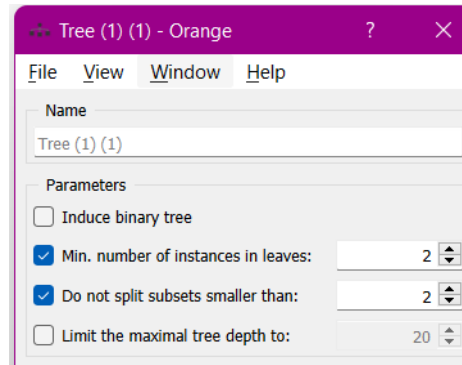 Tree (1) (1) - Orange ?
File View Window Help
Name
Tree (1) (1)
Parameters
Induce binary tree
Min. number of instances in leaves: 2
Do not split subsets smaller than: 2
Limit the maximal tree depth to: 20